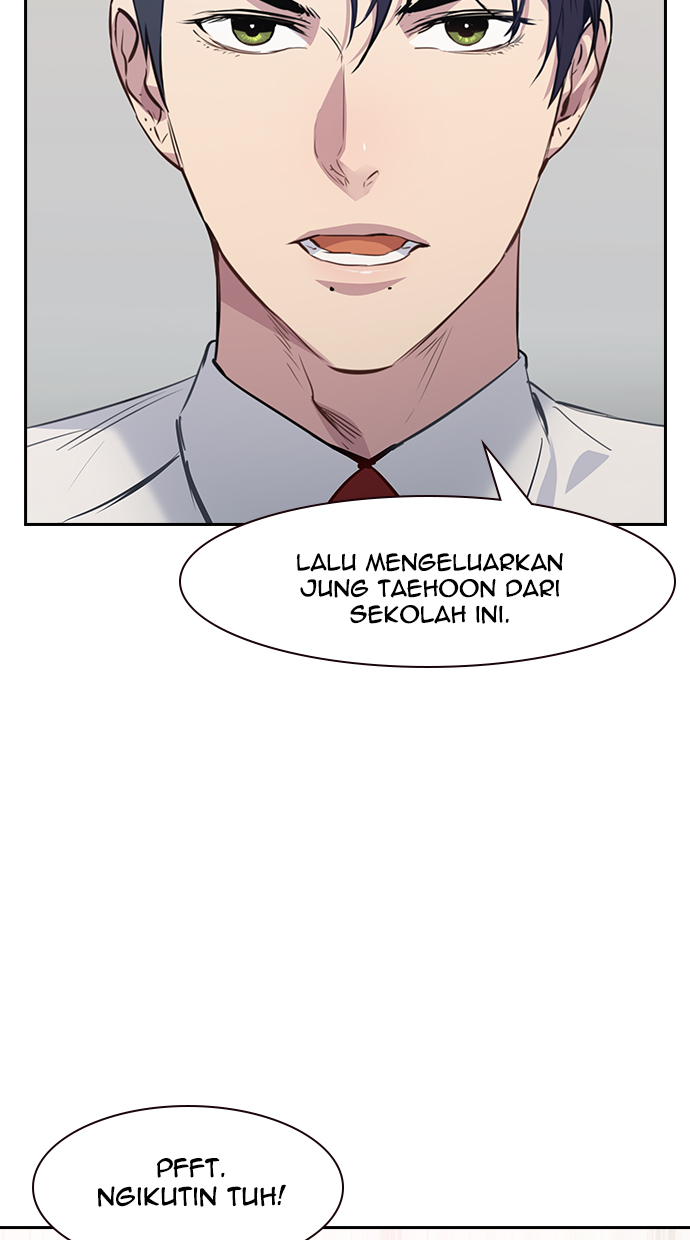 LALU MENGELUARKAN
JUNG TAEHOON DARI
SEKOLAH INI.
PFFT.
NGIKUTIN TUH!